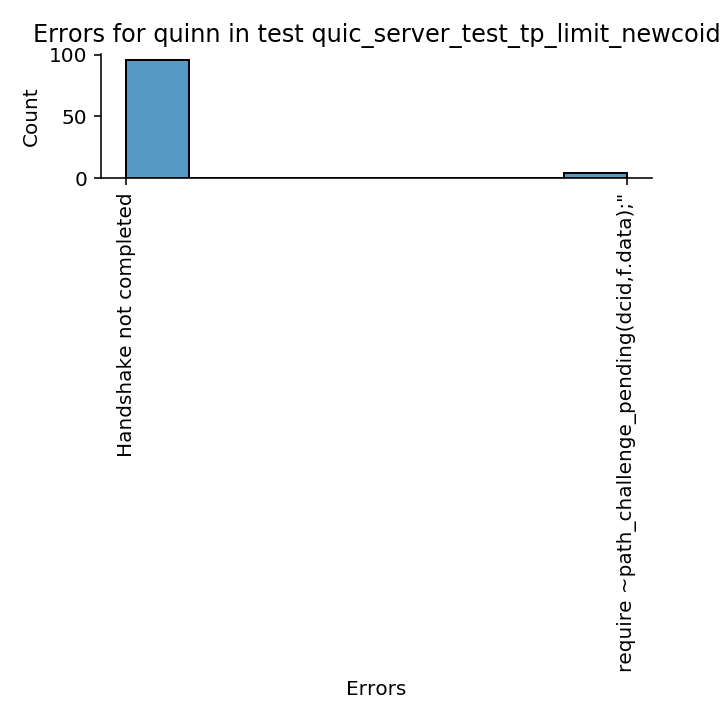 Errors for quinn in test quic_server_test_tp_limit_newcoid
Count
100
50
0
Handshake not completed
require ~path_challenge_pending(dcid,f.data);"
Errors